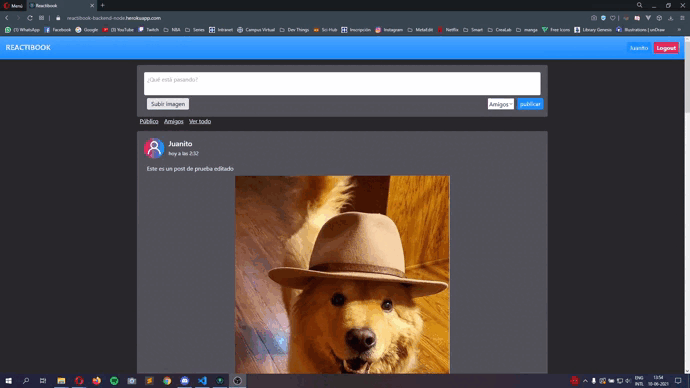 Menú
Reactibook
reactibook-backend-node.herokuapp.com
(3) WhatsApp
Facebook
Google
(3) YouTube
Twitch
NBA
Series
Intranet
Campus Virtual
Dev Things
Sci-Hub
Inscripción
Instagram
MoteEdit
Netflix
Smart
CreaLab
manga
Free Icons
Library Genesis
Illustrations | unDraw
REACTIBOOK
Juanito
Logout
¿Qué está pasando?
Subir imagen
Amigos
publicar
Público
Amigos
Ver todo
Juanito
hoy a las 2:32
Este es un post de prueba editado
ENG
INTL
13:54
10-06-2021